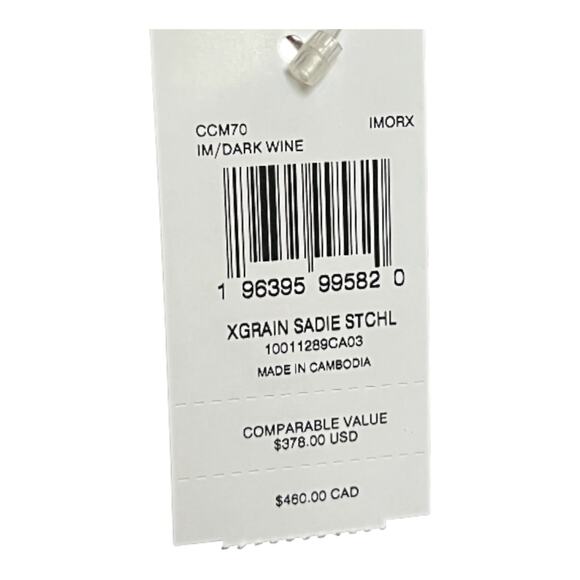 CCM70 IMORX
IM/DARK WINE
1 96395 99582 0
XGRAIN SADIE STCHL
10011289CA03
MADE IN CAMBODIA
COMPARABLE VALUE
$378.00 USD
$460.00 CAD